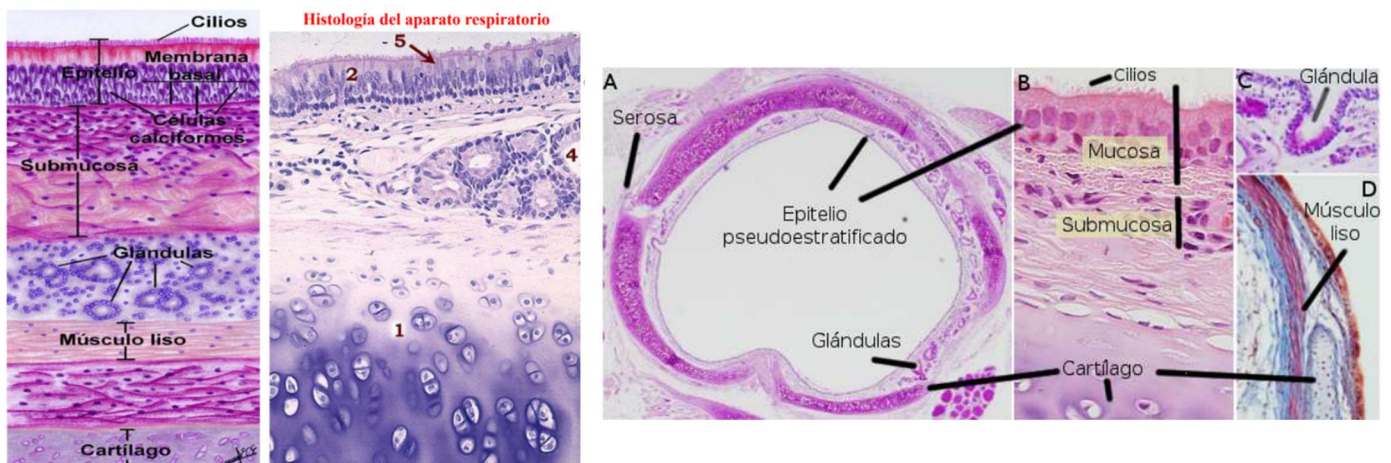 Cilios
Membrana
Epitelio basal
Células
calciformes
Submucosa
Glándulas
Músculo liso
Cartílago
Histología del aparato respiratorio
5
2
4
1
A
Serosa
Epitelio
pseudoestratificado
Glándulas
B
Cilios
Mucosa
Submucosa
Cartílago
C
Glándula
D
Músculo
liso